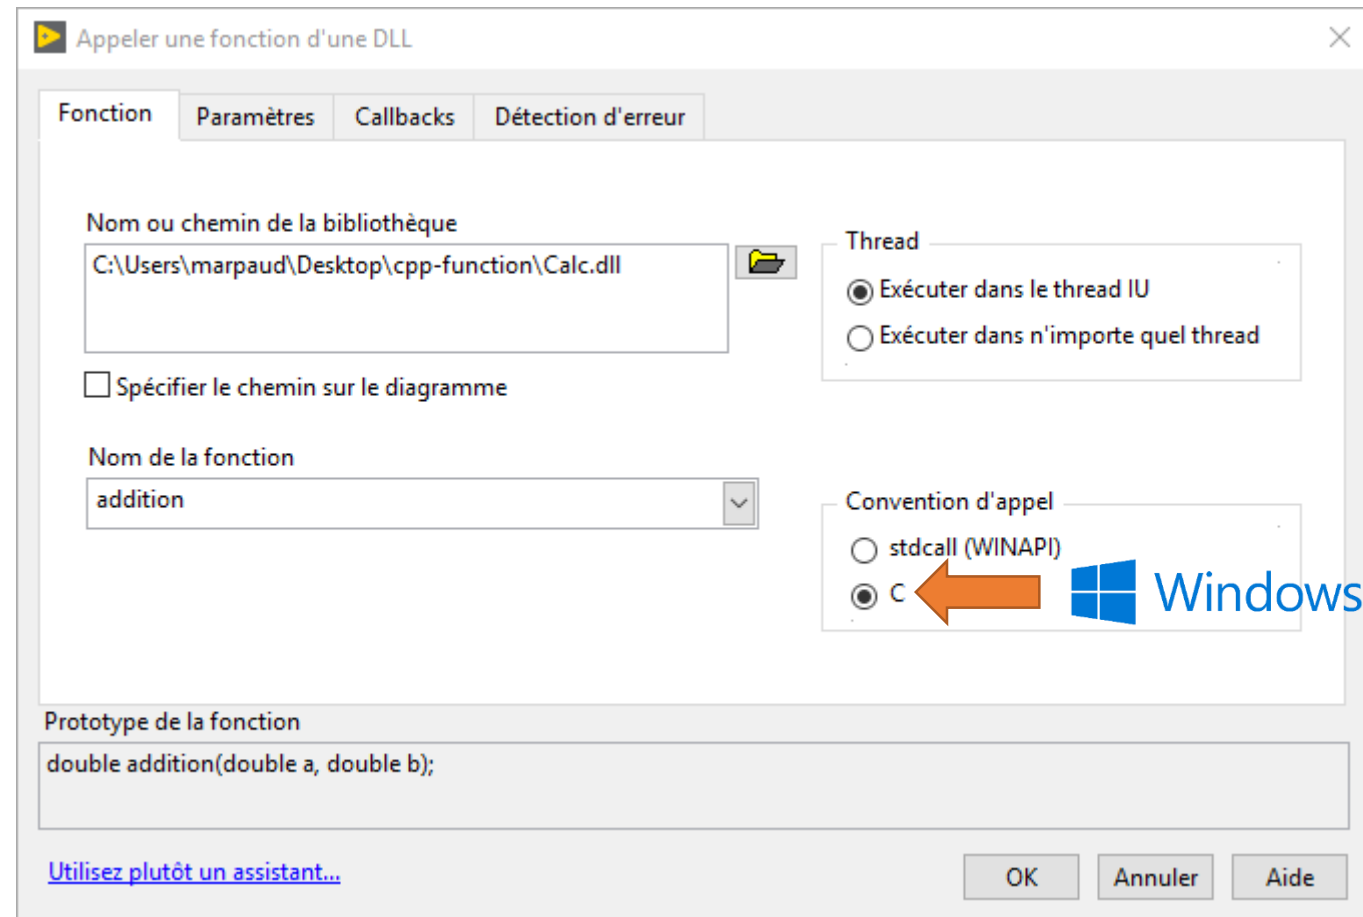 Appeler une fonction d'une DLL
Fonction
Paramètres
Callbacks
Détection d'erreur
Nom ou chemin de la bibliothèque
C:\Users\marpaud\Desktop\cpp-function\Calc.dll
Spécifier le chemin sur le diagramme
Thread
Exécuter dans le thread IU
Exécuter dans n'importe quel thread
Nom de la fonction
addition
Convention d'appel
stdcall (WINAPI)
C
Windows
Prototype de la fonction
double addition(double a, double b);
Utilisez plutôt un assistant...
OK
Annuler
Aide